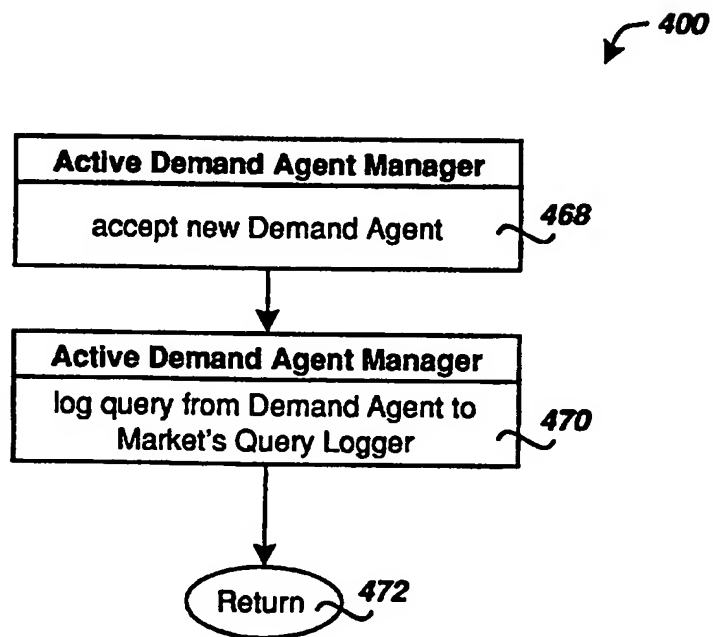 400
Active Demand Agent Manager
accept new Demand Agent
468
Active Demand Agent Manager
log query from Demand Agent to
Market's Query Logger
470
Return
472